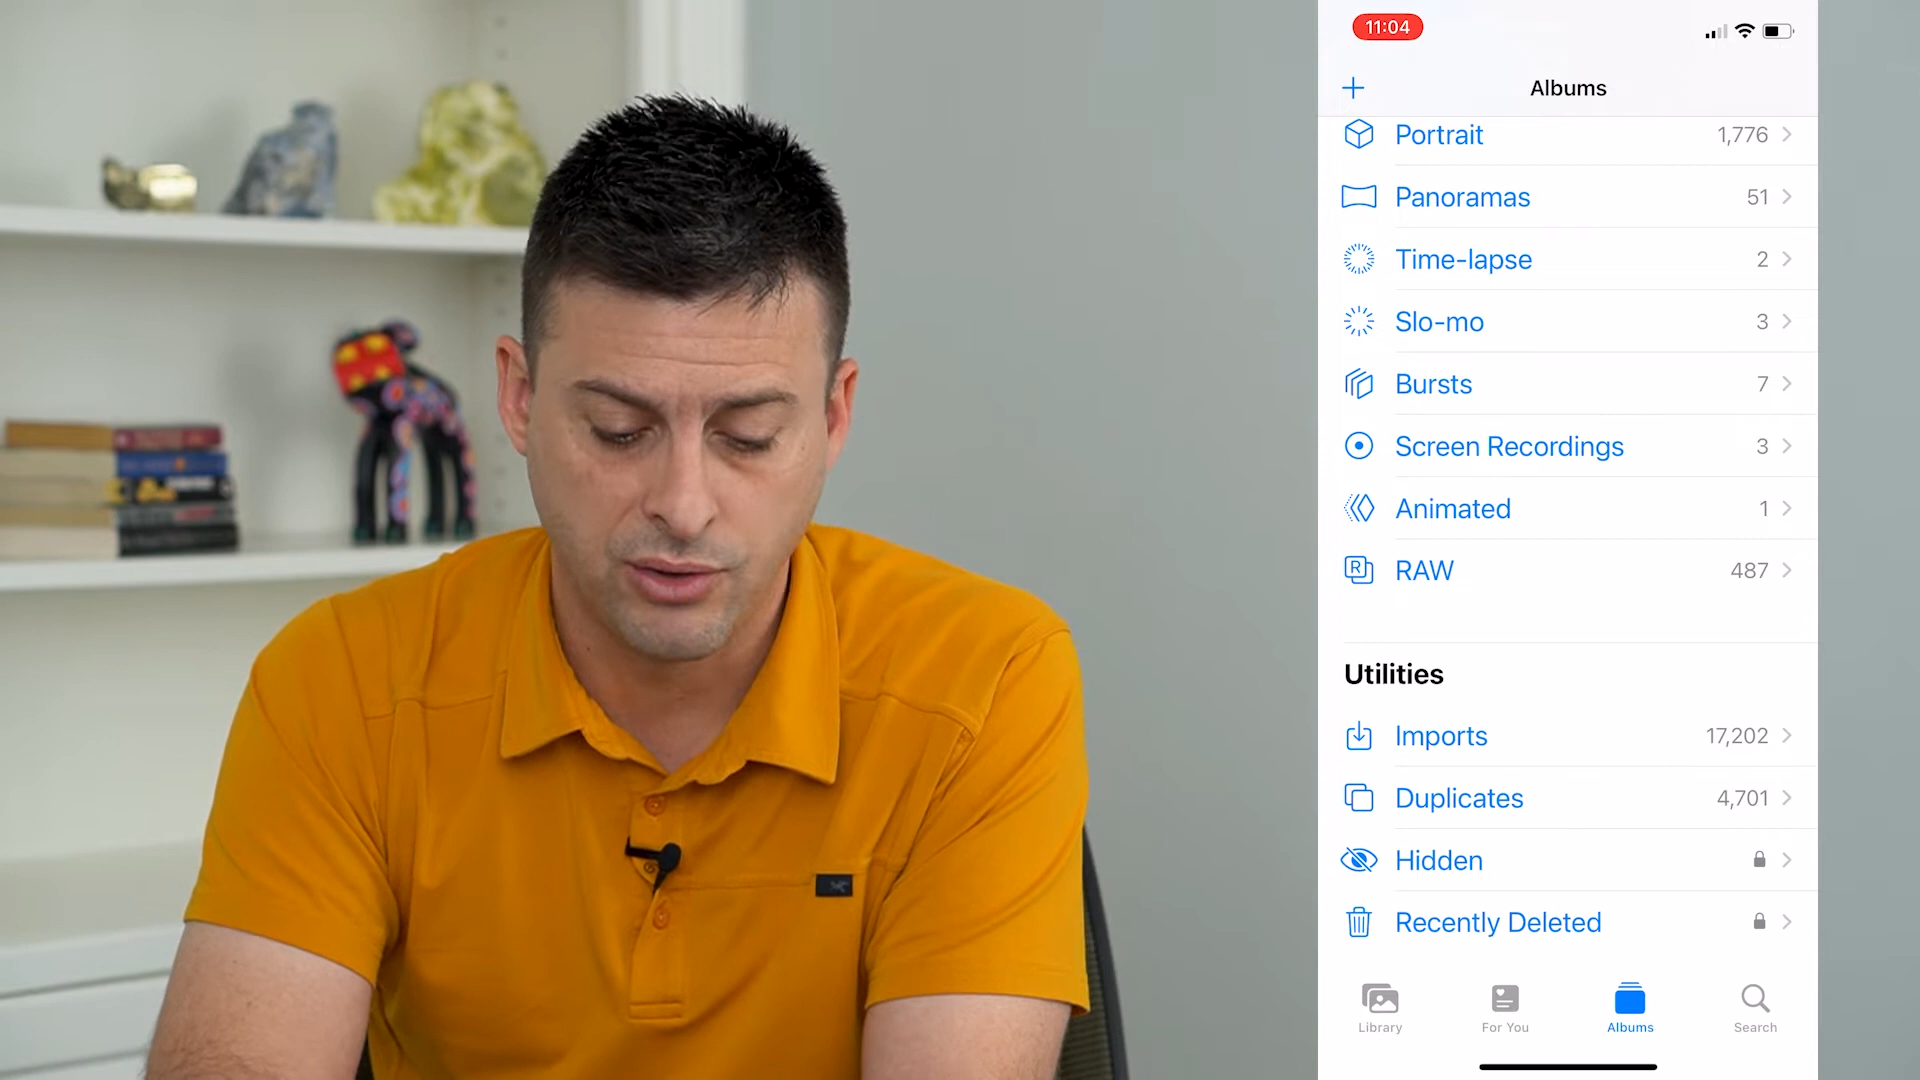 11:04
Albums
Portrait 1,776
Panoramas 51
Time-lapse 2
Slo-mo 3
Bursts 7
Screen Recordings 3
Animated 1
RAW 487
Utilities
Imports 17,202
Duplicates 4,701
Hidden
Recently Deleted
Library
For You
Albums
Search